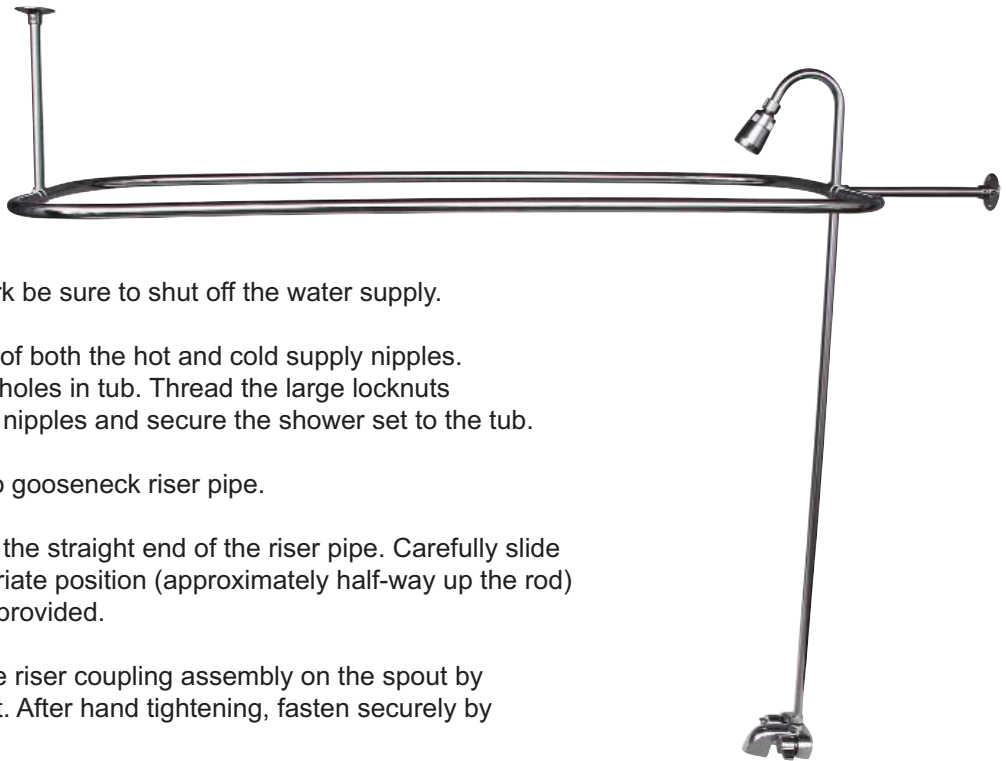 be sure to shut off the water supply.
of both the hot and cold supply nipples.
holes in tub. Thread the large locknuts
nipples and secure the shower set to the tub.
gooseneck riser pipe.
the straight end of the riser pipe. Carefully slide
position (approximately half-way up the rod)
provided.
riser coupling assembly on the spout by
After hand tightening, fasten securely by